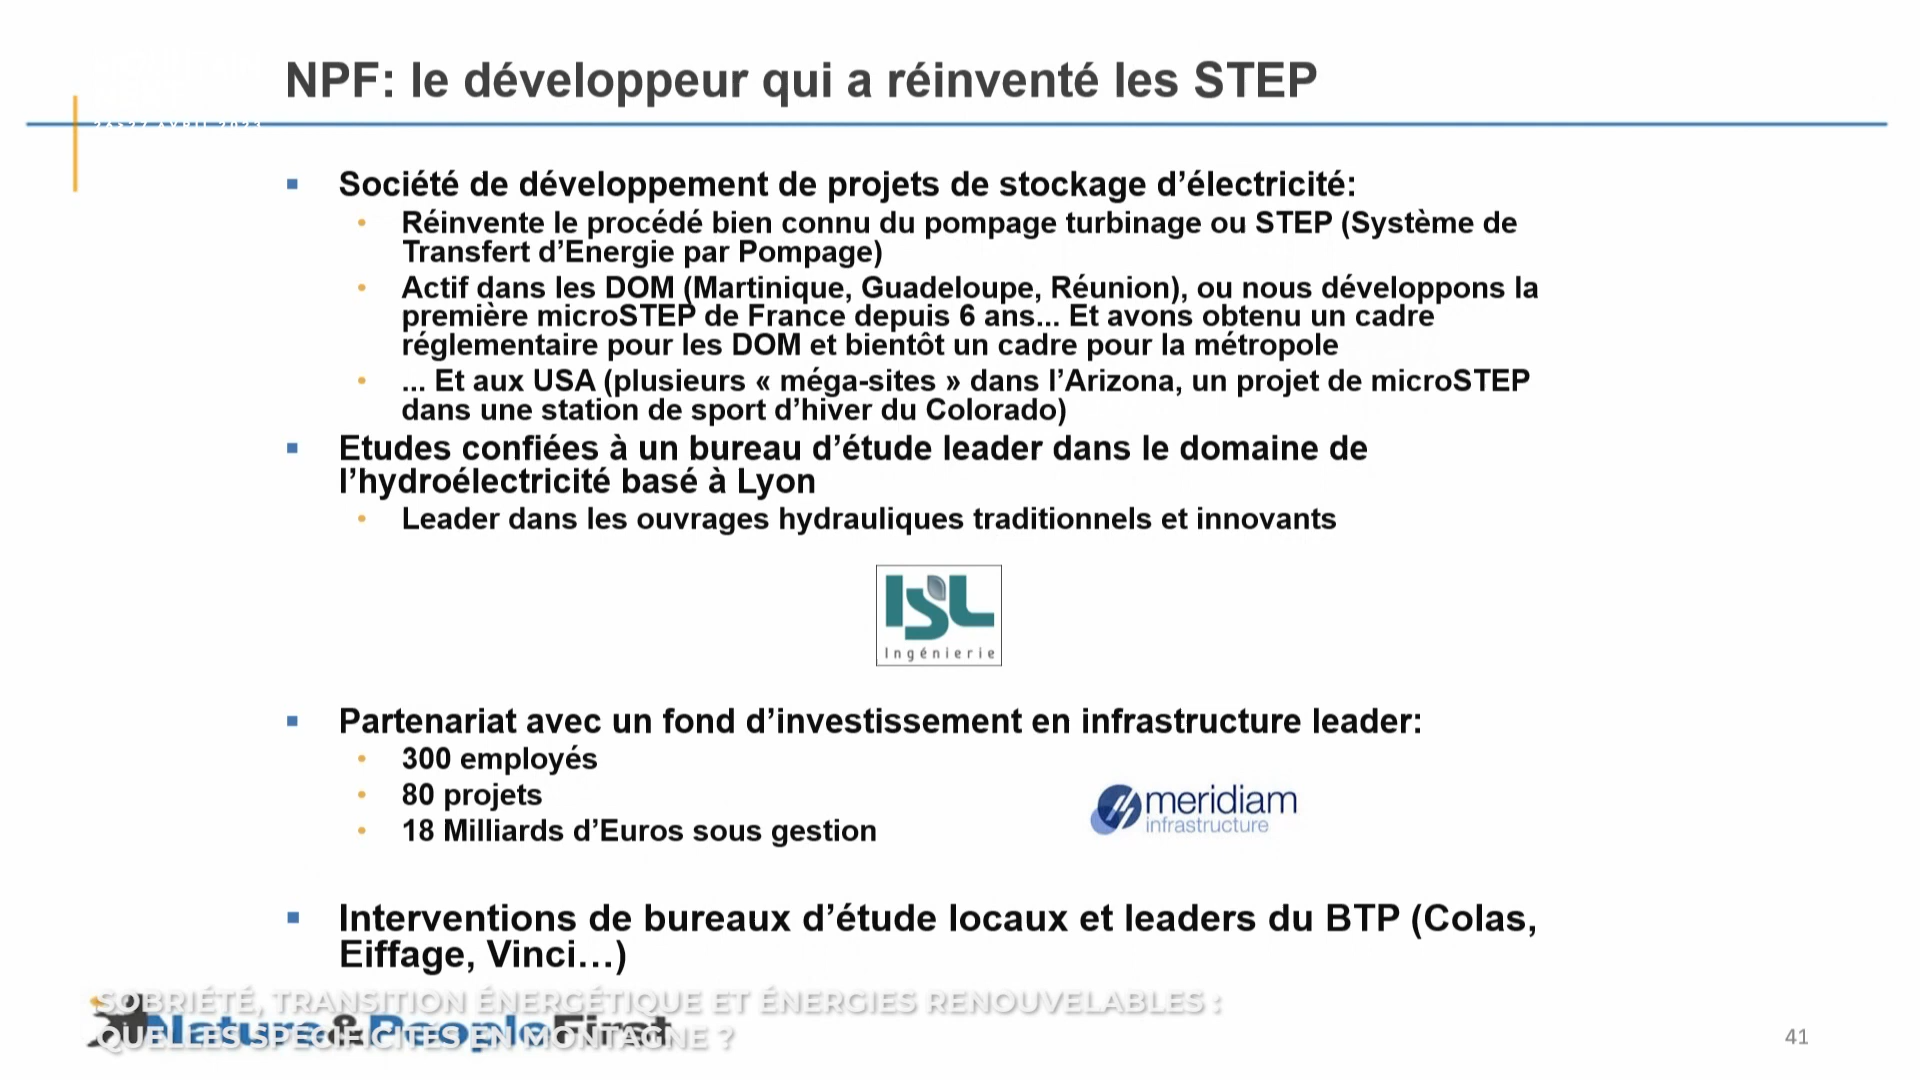 NPF: le développeur qui a réinventé les STEP
Société de développement de projets de stockage d’électricité:
Réinvente le procédé bien connu du pompage turbinage ou STEP (Système de
Transfert d’Energie par Pompage)
Actif dans les DOM (Martinique, Guadeloupe, Réunion), ou nous développons la
première microSTEP de France depuis 6 ans... Et avons obtenu un cadre
réglementaire pour les DOM et bientôt un cadre pour la métropole
... Et aux USA (plusieurs « méga-sites » dans l’Arizona, un projet de microSTEP
dans une station de sport d’hiver du Colorado)
Etudes confiées à un bureau d’étude leader dans le domaine de
l’hydroélectricité basé à Lyon
Leader dans les ouvrages hydrauliques traditionnels et innovants
ISL
Ingénierie
Partenariat avec un fond d’investissement en infrastructure leader:
300 employés
80 projets
18 Milliards d’Euros sous gestion
meridiam
infrastructure
Interventions de bureaux d’étude locaux et leaders du BTP (Colas,
Eiffage, Vinci…)
SOBRIÉTÉ, TRANSITION ÉNERGÉTIQUE ET ÉNERGIES RENOUVELABLES :
QUELLES SPÉCIFICITÉS EN MONTAGNE ?
Nature & People First
41